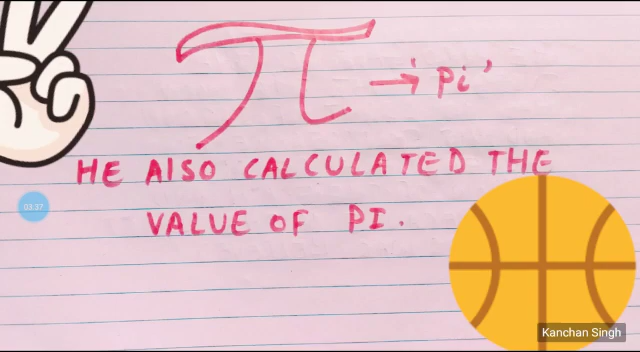 π → 'Pi'
HE AlSO CALCULATED THE
VALUE OF PI.
03:37
Kanchan Singh